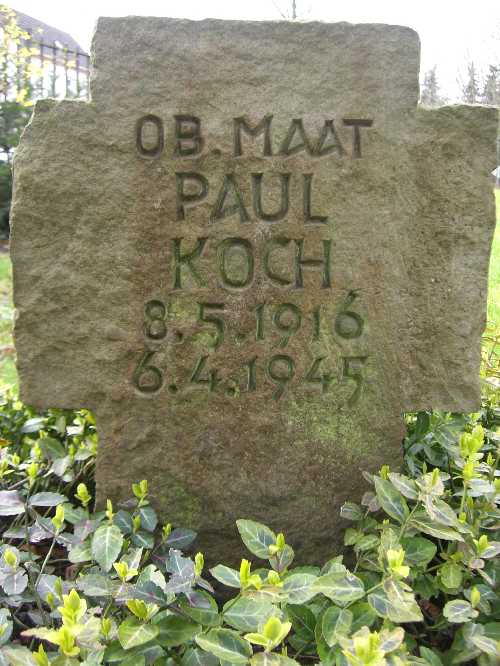 OB. MAAT
PAUL
KOCH
8.5.1916
6.4.1945